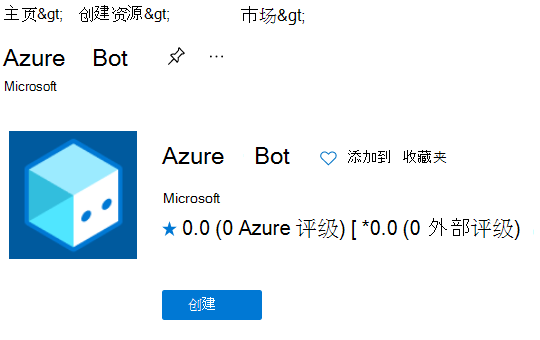 主页&gt; 创建资源&gt; 市场&gt;
Azure Bot
Microsoft
Azure Bot 添加到 收藏夹
Microsoft
0.0 (0 Azure 评级) [ *0.0 (0 外部评级)
创建